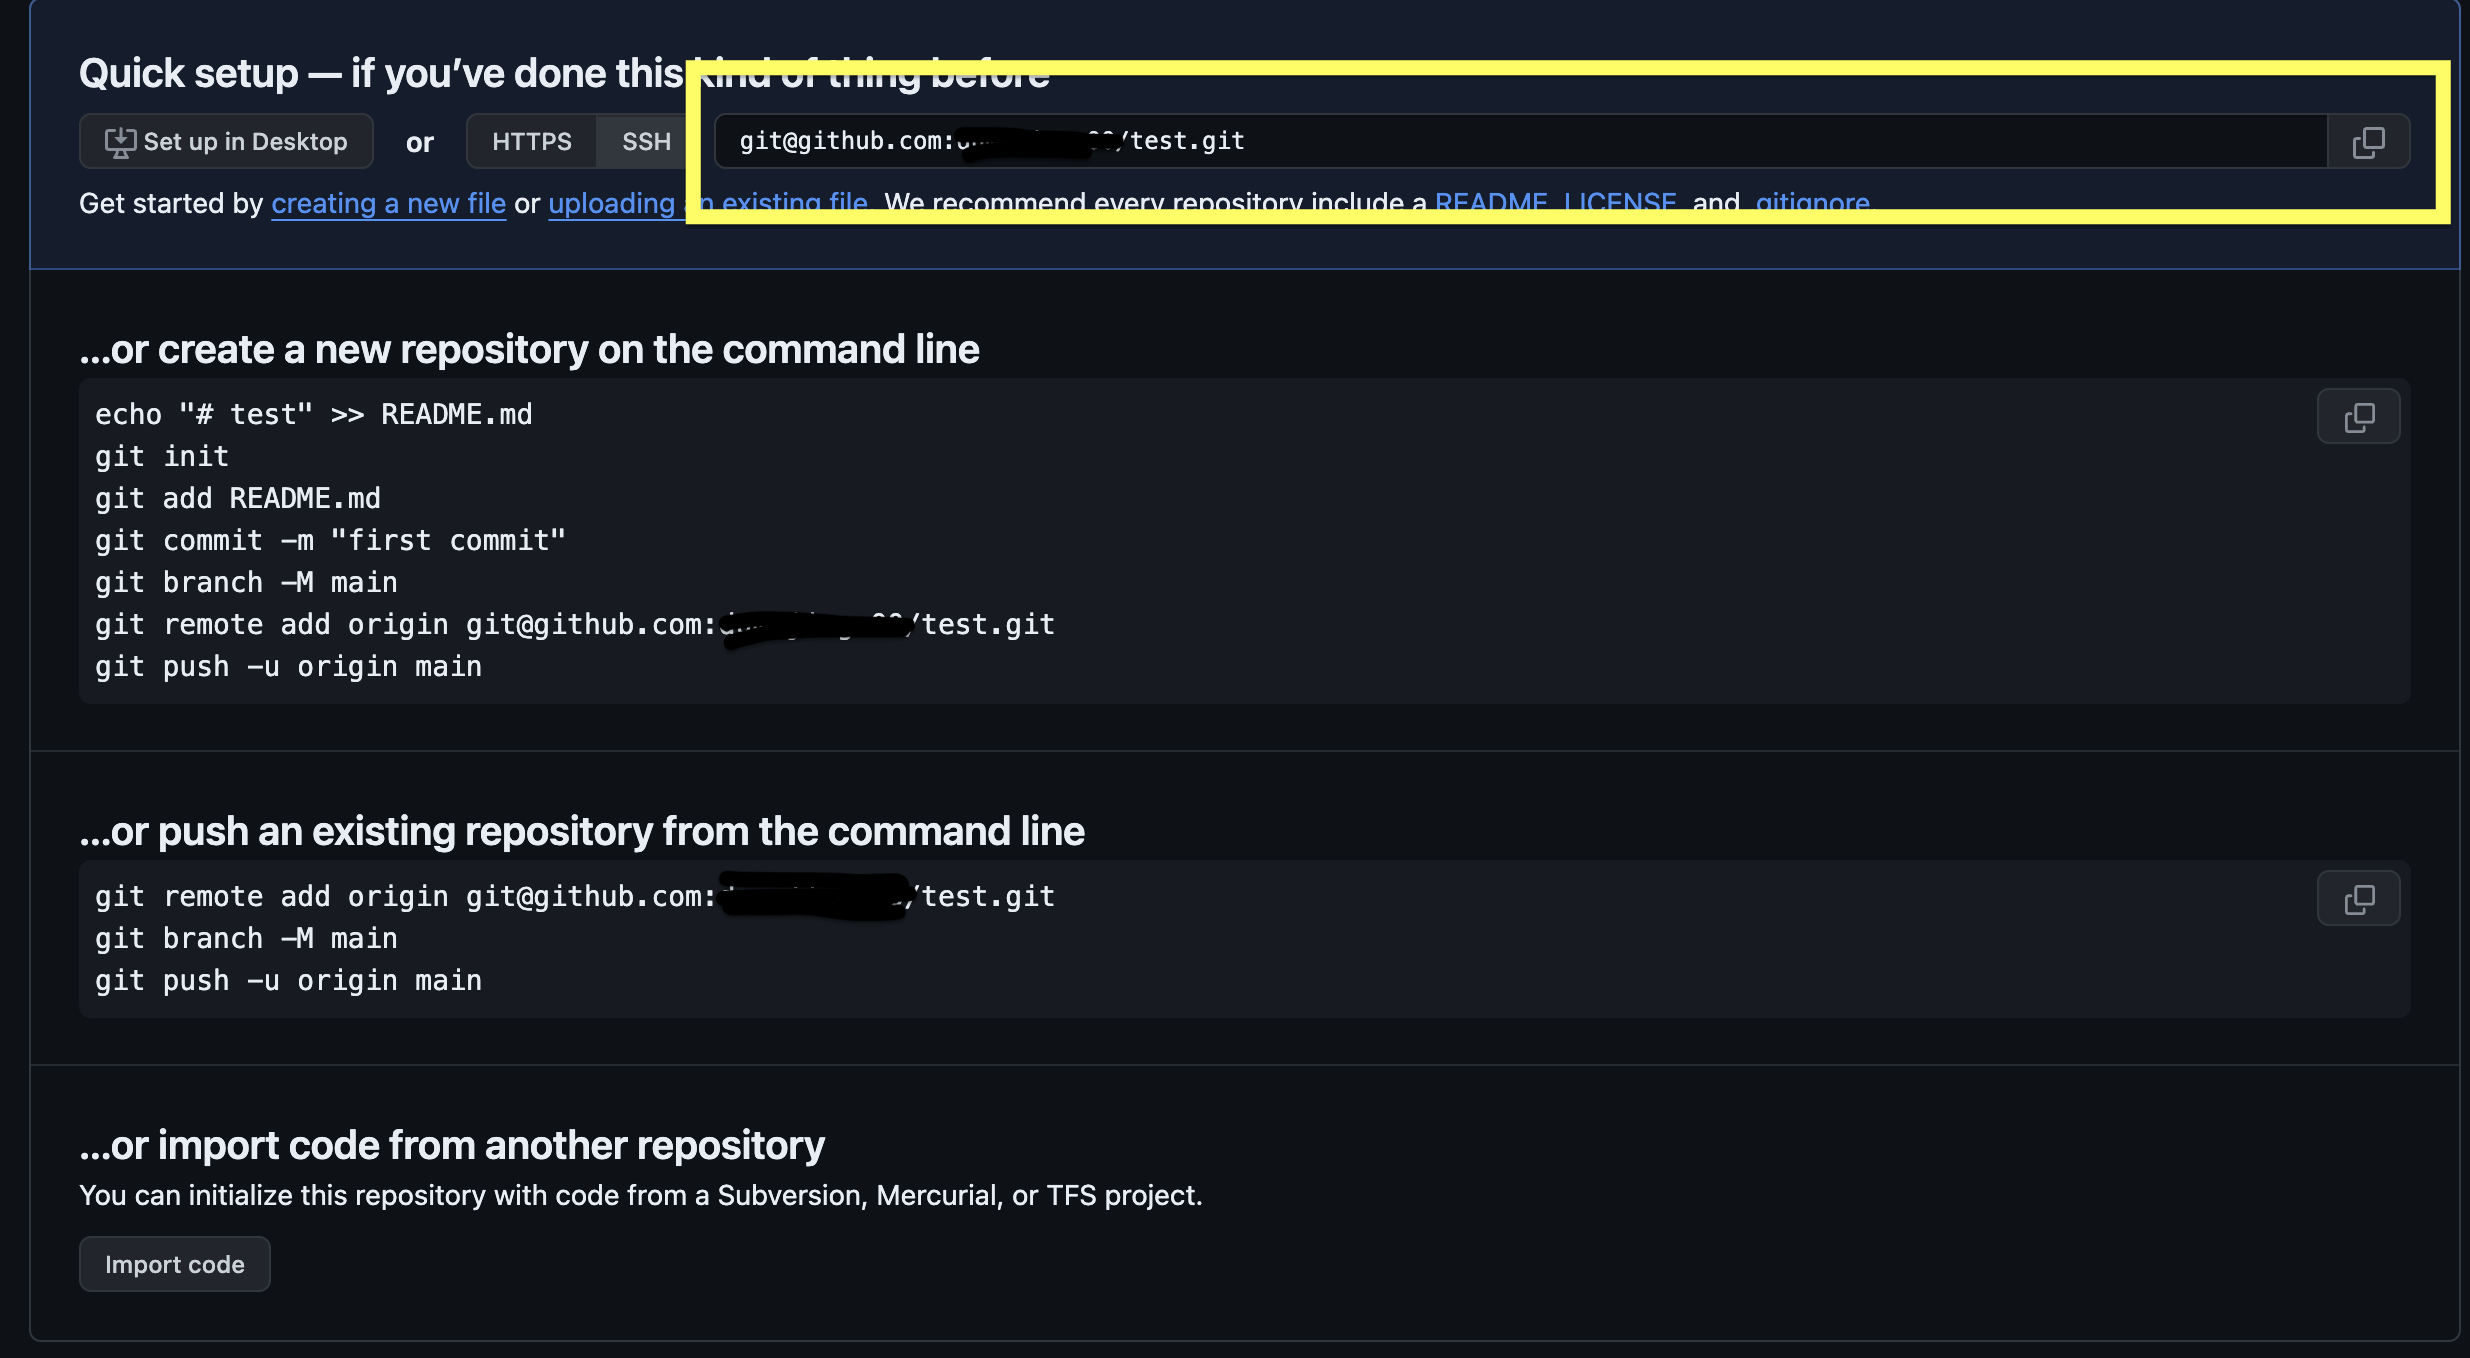 Quick setup — if you’ve done this kind of thing before
Set up in Desktop or HTTPS SSH git@github.com: /test.git
Get started by creating a new file or uploading an existing file. We recommend every repository include a README, LICENSE, and .gitignore.
...or create a new repository on the command line
echo "# test" >> README.md
git init
git add README.md
git commit -m "first commit"
git branch -M main
git remote add origin git@github.com: /test.git
git push -u origin main
...or push an existing repository from the command line
git remote add origin git@github.com: /test.git
git branch -M main
git push -u origin main
...or import code from another repository
You can initialize this repository with code from a Subversion, Mercurial, or TFS project.
Import code